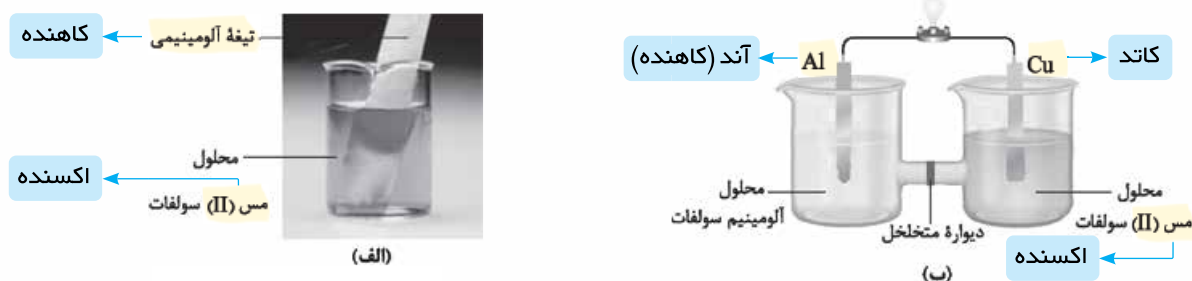 کاهنده
تیغهٔ آلومینیمی
محلول
مس (II) سولفات
اکسنده
(الف)
آند (کاهنده)
Al
Cu
کاتد
محلول
آلومینیم سولفات
دیوارهٔ متخلخل
محلول
مس (II) سولفات
اکسنده
(ب)